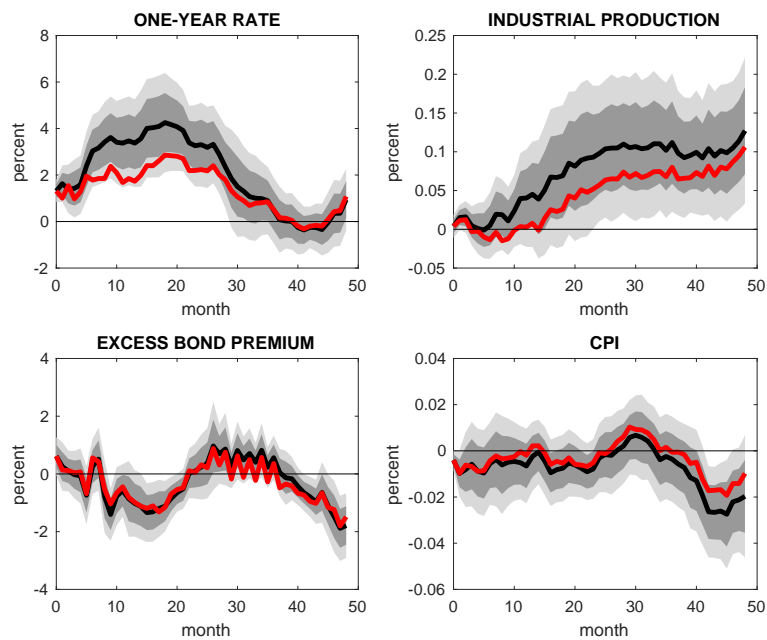 ONE-YEAR RATE
8
6
4
2
0
-2
percent
0 10 20 30 40 50
month
INDUSTRIAL PRODUCTION
0.25
0.2
0.15
0.1
0.05
0
-0.05
percent
0 10 20 30 40 50
month
EXCESS BOND PREMIUM
4
2
0
-2
-4
percent
0 10 20 30 40 50
month
CPI
0.04
0.02
0
-0.02
-0.04
-0.06
percent
0 10 20 30 40 50
month